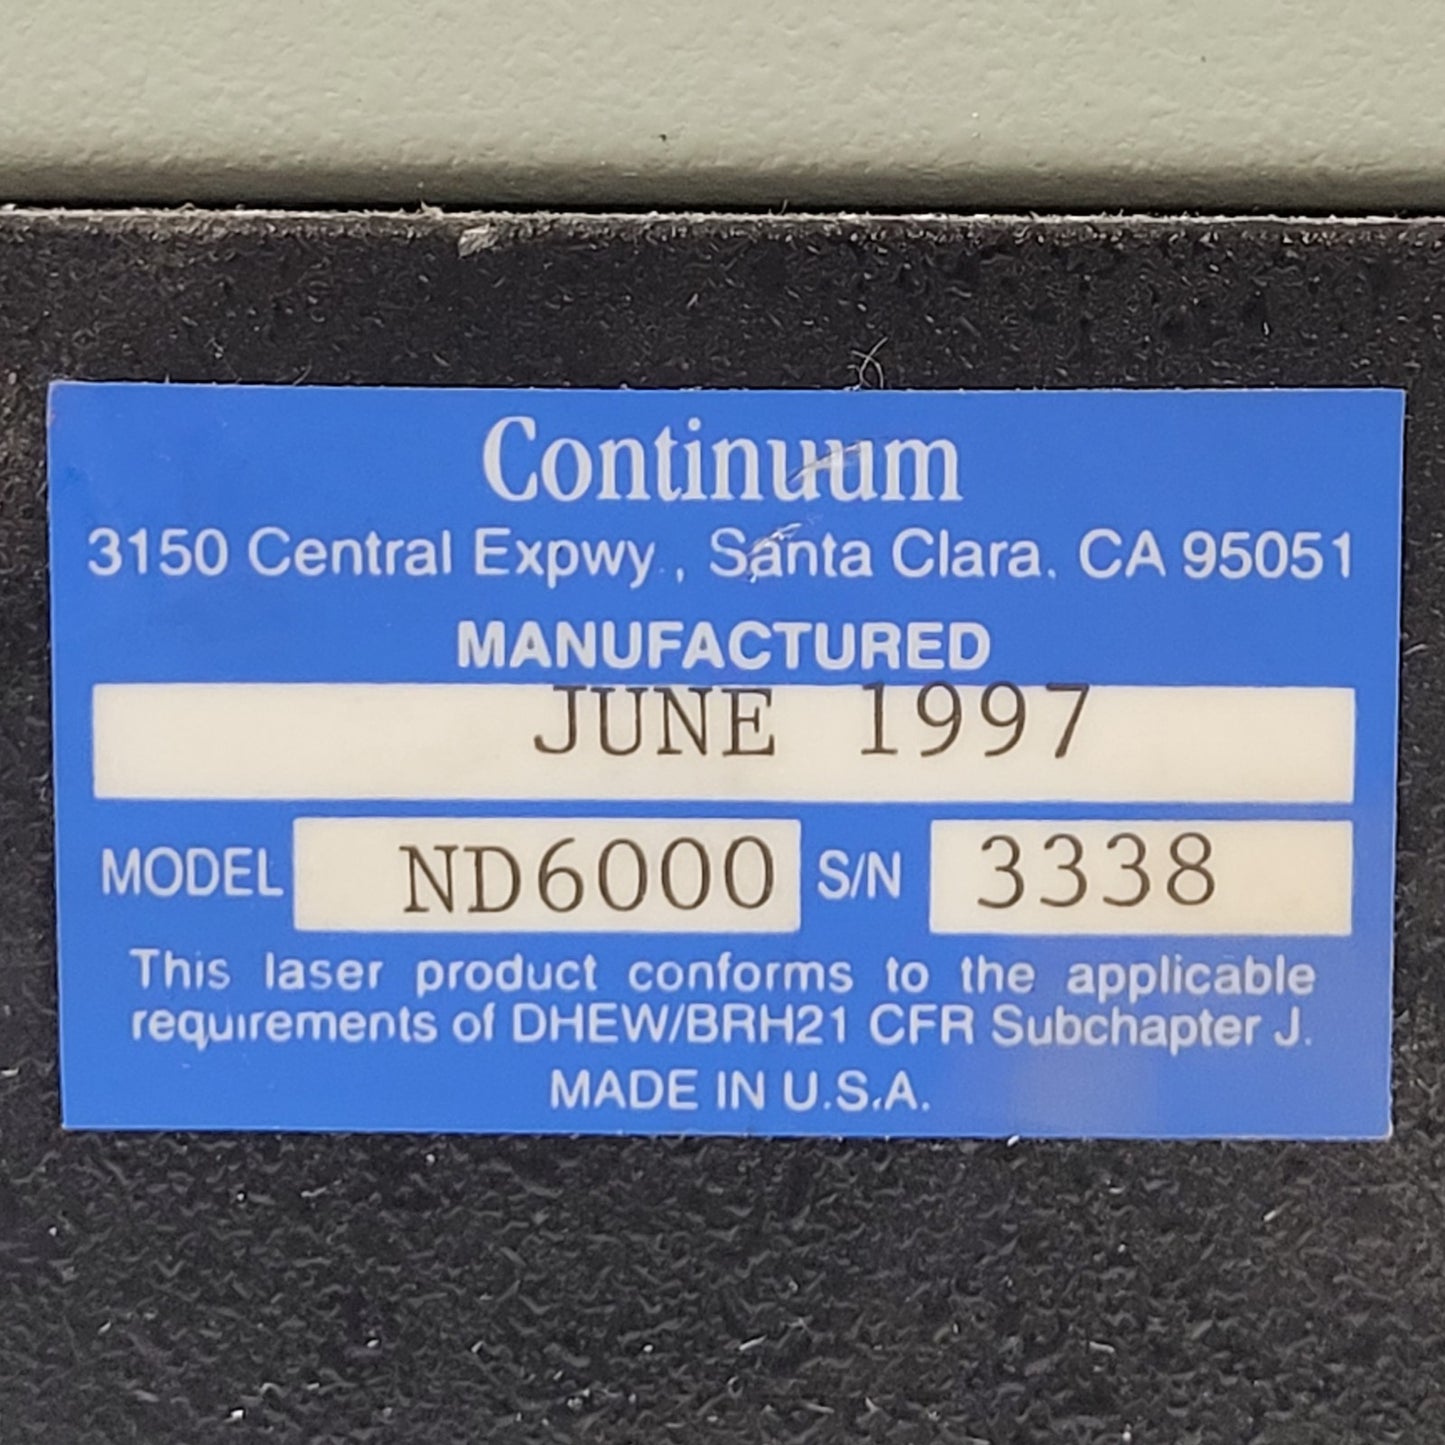 Continuum
3150 Central Expwy., Santa Clara, CA 95051
MANUFACTURED
JUNE 1997
MODEL ND6000 S/N 3338
This laser product conforms to the applicable
requirements of DHEW/BRH21 CFR Subchapter J.
MADE IN U.S.A.